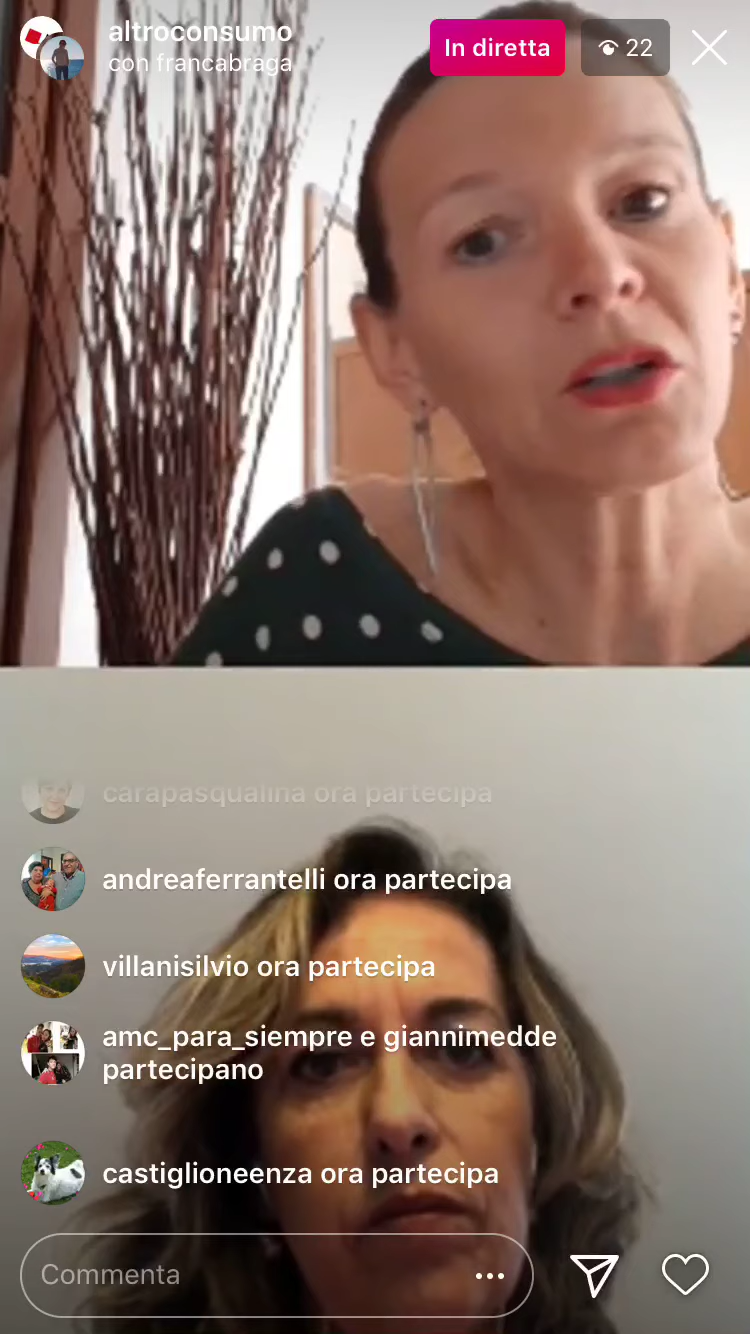 altroconsumo
con francabraga
In diretta
22
carapasqualina ora partecipa
andreaferrantelli ora partecipa
villanisilvio ora partecipa
amc_para_siempre e giannimedde
partecipano
castiglioneenza ora partecipa
Commenta